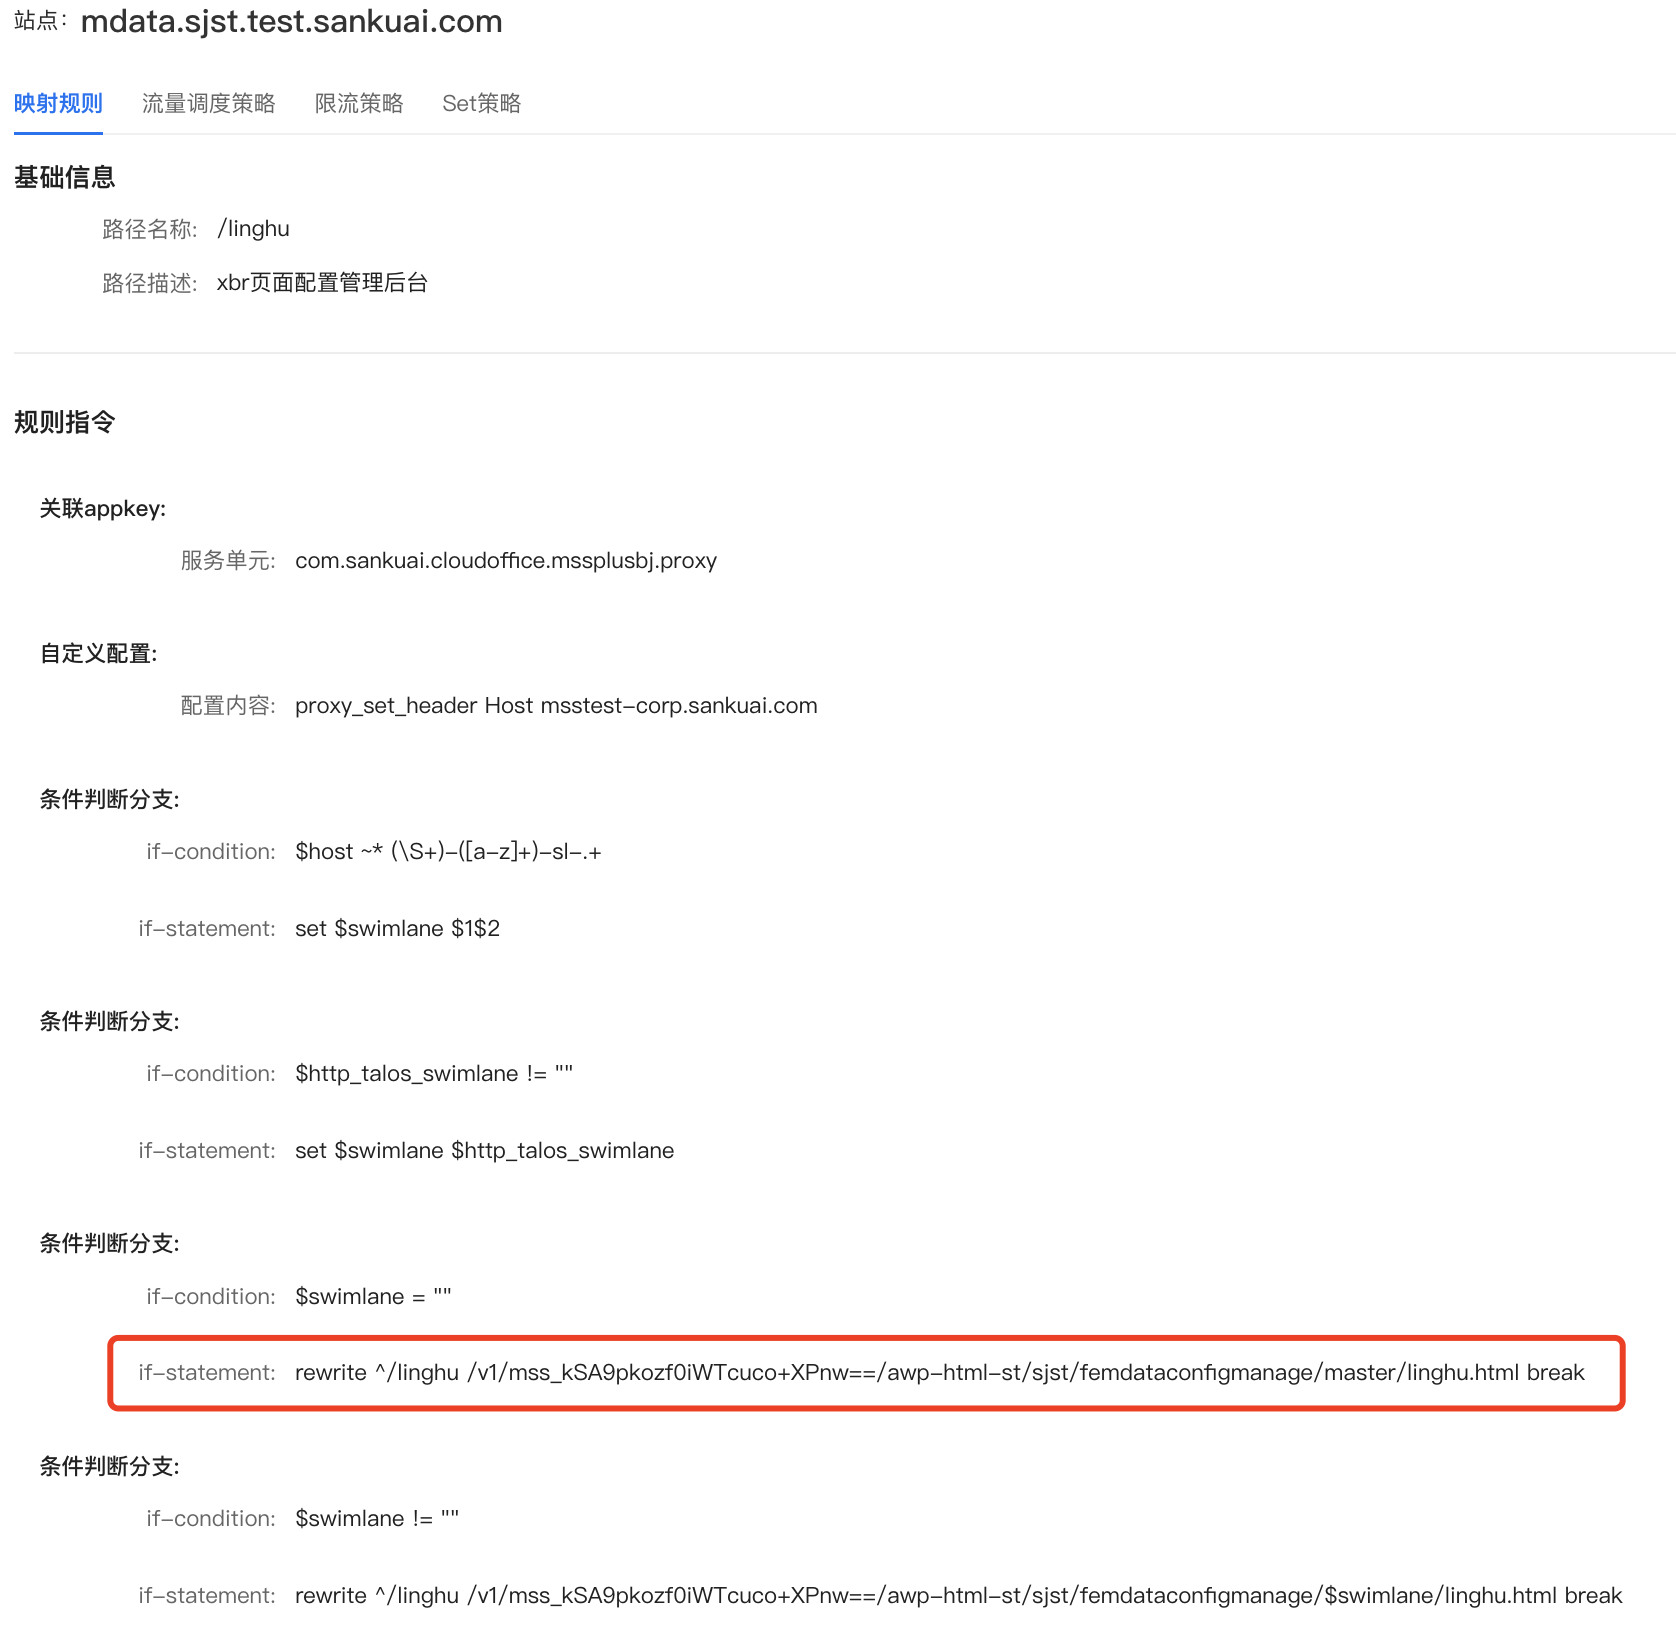 站点： mdata.sjst.test.sankuai.com
映射规则 流量调度策略 限流策略 Set策略
基础信息
路径名称: /linghu
路径描述: xbr页面配置管理后台
规则指令
关联appkey:
服务单元: com.sankuai.cloudoffice.mssplusbj.proxy
自定义配置:
配置内容: proxy_set_header Host msstest-corp.sankuai.com
条件判断分支:
if-condition: $host ~* (\S+)-([a-z]+)-sl-.+
if-statement: set $swimlane $1$2
条件判断分支:
if-condition: $http_talos_swimlane != ""
if-statement: set $swimlane $http_talos_swimlane
条件判断分支:
if-condition: $swimlane = ""
if-statement: rewrite ^/linghu /v1/mss_kSA9pkozf0iWTcuco+XPnw==/awp-html-st/sjst/femdataconfigmanage/master/linghu.html break
条件判断分支:
if-condition: $swimlane != ""
if-statement: rewrite ^/linghu /v1/mss_kSA9pkozf0iWTcuco+XPnw==/awp-html-st/sjst/femdataconfigmanage/$swimlane/linghu.html break